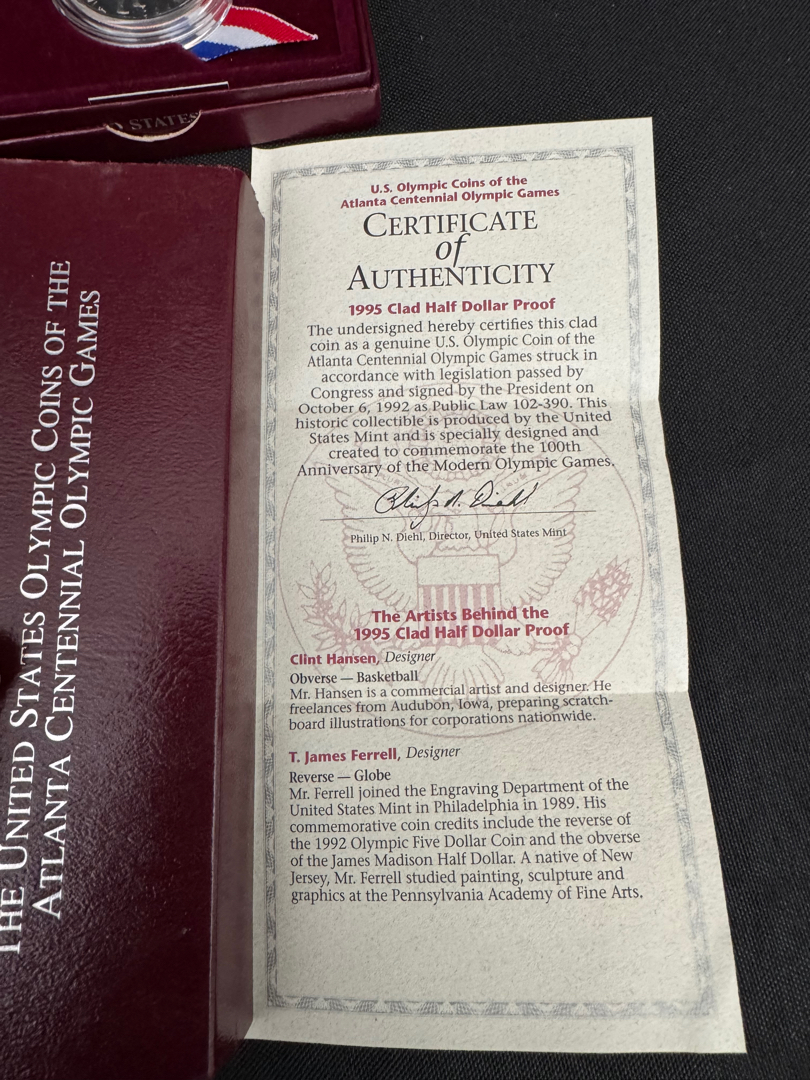 STATES
THE UNITED STATES OLYMPIC COINS OF THE
ATLANTA CENTENNIAL OLYMPIC GAMES
U.S. Olympic Coins of the
Atlanta Centennial Olympic Games
CERTIFICATE
of
AUTHENTICITY
1995 Clad Half Dollar Proof
The undersigned hereby certifies this clad
coin as a genuine U.S. Olympic Coin of the
Atlanta Centennial Olympic Games struck in
accordance with legislation passed by
Congress and signed by the President on
October 6, 1992 as Public Law 102-390. This
historic collectible is produced by the United
States Mint and is specially designed and
created to commemorate the 100th
Anniversary of the Modern Olympic Games.
Philip N. Diehl
Philip N. Diehl, Director, United States Mint
The Artists Behind the
1995 Clad Half Dollar Proof
Clint Hansen, Designer
Obverse — Basketball
Mr. Hansen is a commercial artist and designer. He
freelances from Audubon, Iowa, preparing scratch-
board illustrations for corporations nationwide.
T. James Ferrell, Designer
Reverse — Globe
Mr. Ferrell joined the Engraving Department of the
United States Mint in Philadelphia in 1989. His
commemorative coin credits include the reverse of
the 1992 Olympic Five Dollar Coin and the obverse
of the James Madison Half Dollar. A native of New
Jersey, Mr. Ferrell studied painting, sculpture and
graphics at the Pennsylvania Academy of Fine Arts.